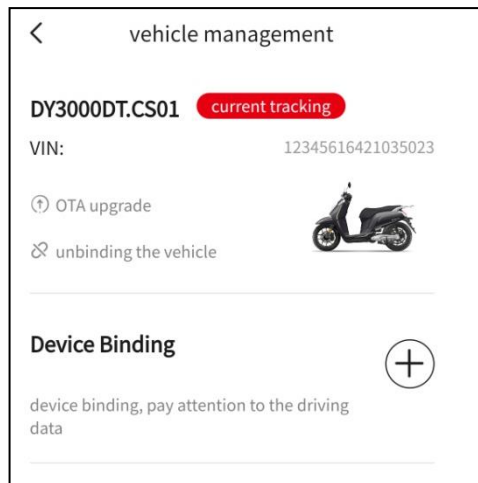 vehicle management
DY3000DT.CS01 current tracking
VIN: 12345616421035023
OTA upgrade
unbinding the vehicle
Device Binding
device binding, pay attention to the driving
data